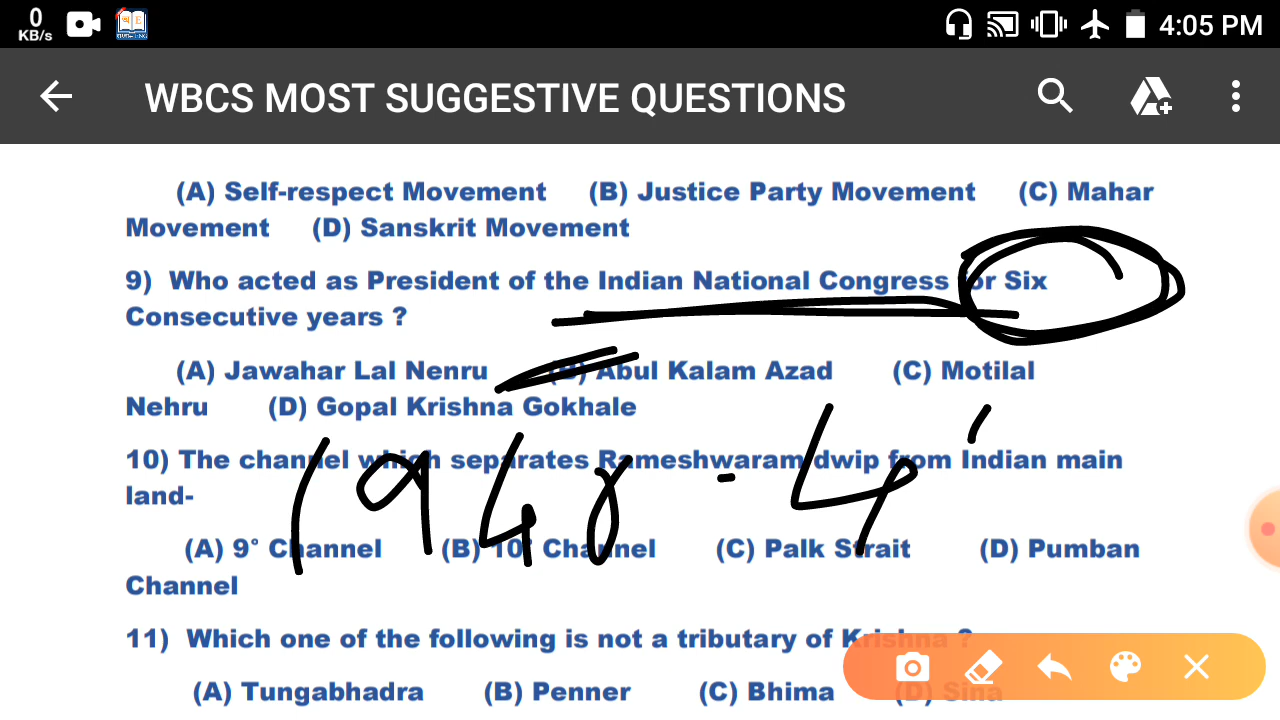 0
KB/s
4:05 PM
WBCS MOST SUGGESTIVE QUESTIONS
(A) Self-respect Movement (B) Justice Party Movement (C) Mahar
Movement (D) Sanskrit Movement
9) Who acted as President of the Indian National Congress for Six
Consecutive years ?
(A) Jawahar Lal Nenru (B) Abul Kalam Azad (C) Motilal
Nehru (D) Gopal Krishna Gokhale
10) The channel which separates Rameshwaram dwip from Indian main
land-
(A) 9° Channel (B) 10° Channel (C) Palk Strait (D) Pumban
Channel
11) Which one of the following is not a tributary of Krishna ?
(A) Tungabhadra (B) Penner (C) Bhima (D) Sina